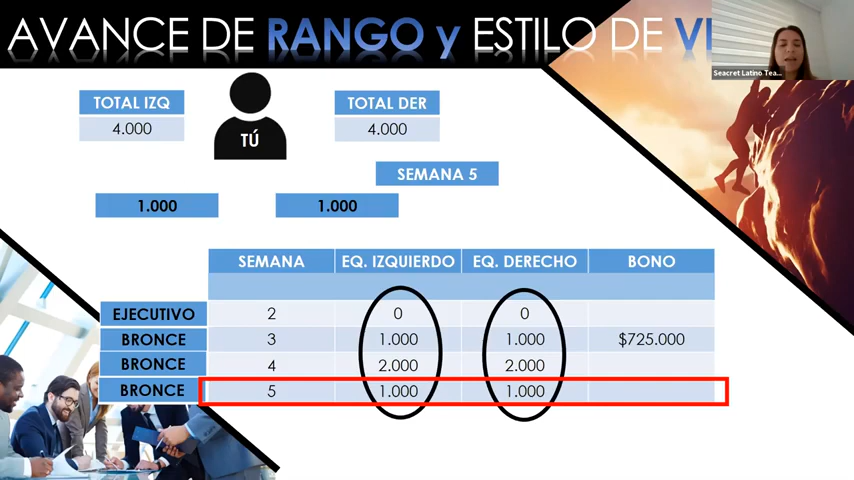 AVANCE DE RANGO y ESTILO DE VI
Seacret Latino Tea...
TOTAL IZQ
4.000
TÚ
TOTAL DER
4.000
SEMANA 5
1.000 1.000
SEMANA EQ. IZQUIERDO EQ. DERECHO BONO
EJECUTIVO 2 0 0
BRONCE 3 1.000 1.000 $725.000
BRONCE 4 2.000 2.000
BRONCE 5 1.000 1.000